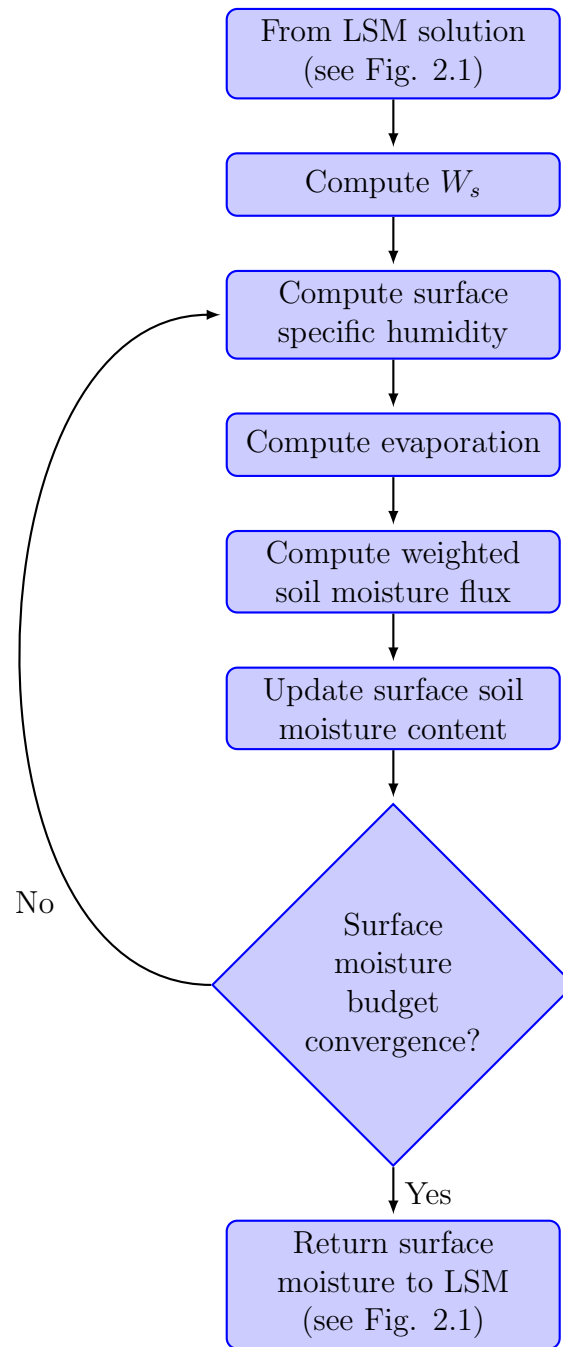 From LSM solution
(see Fig. 2.1)
Compute W_s
Compute surface
specific humidity
Compute evaporation
Compute weighted
soil moisture flux
Update surface soil
moisture content
No
Surface
moisture
budget
convergence?
Yes
Return surface
moisture to LSM
(see Fig. 2.1)